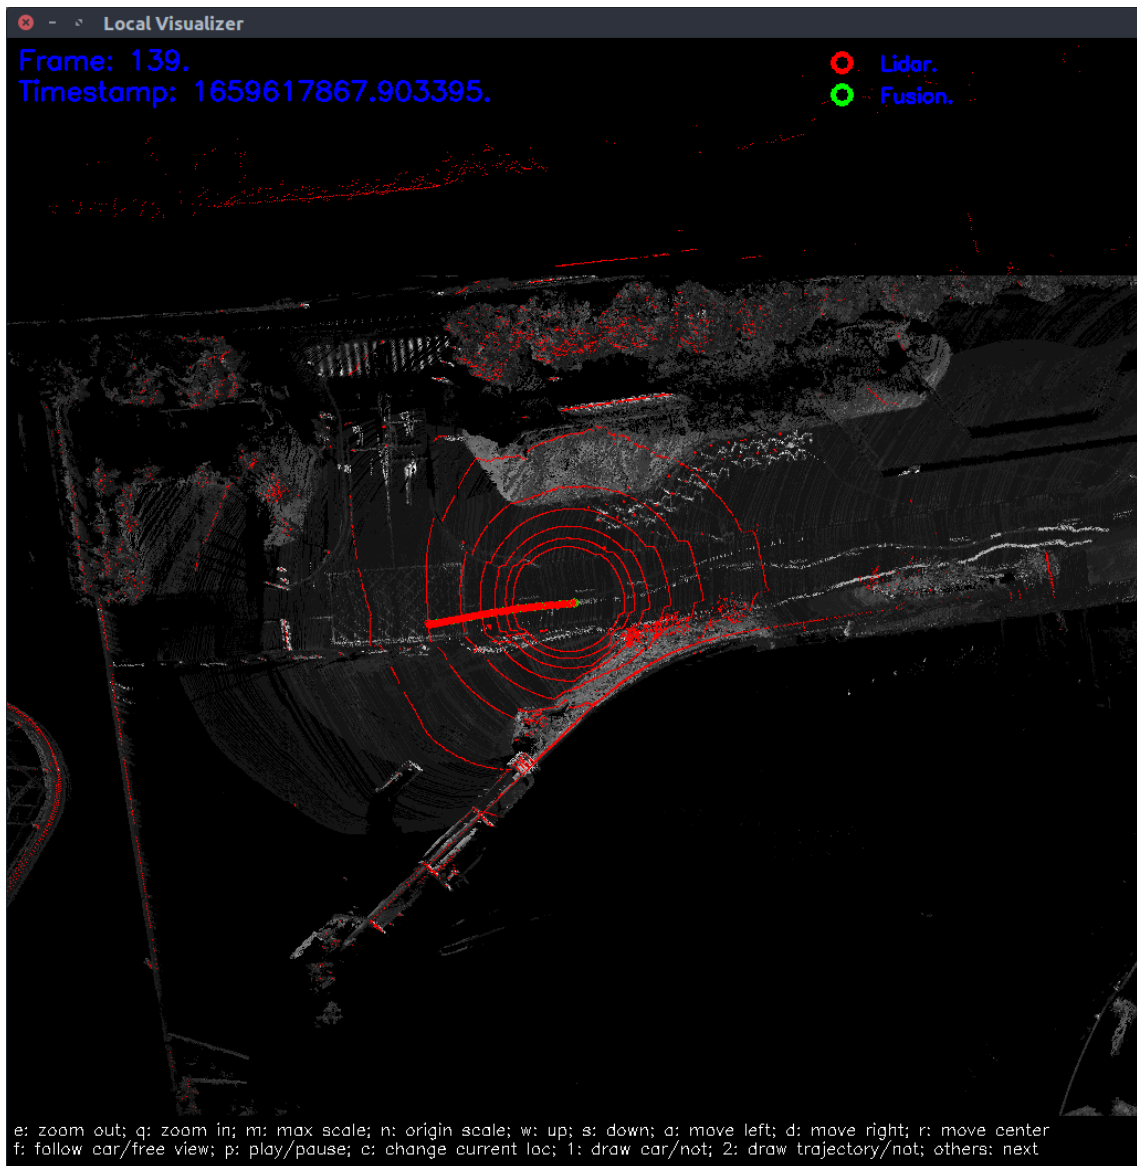 Local Visualizer
Frame: 139.
Timestamp: 1659617867.903395.
Lidar.
Fusion.
e: zoom out; q: zoom in; m: max scale; n: origin scale; w: up; s: down; a: move left; d: move right; r: move center
f: follow car/free view; p: play/pause; c: change current loc; 1: draw car/not; 2: draw trajectory/not; others: next